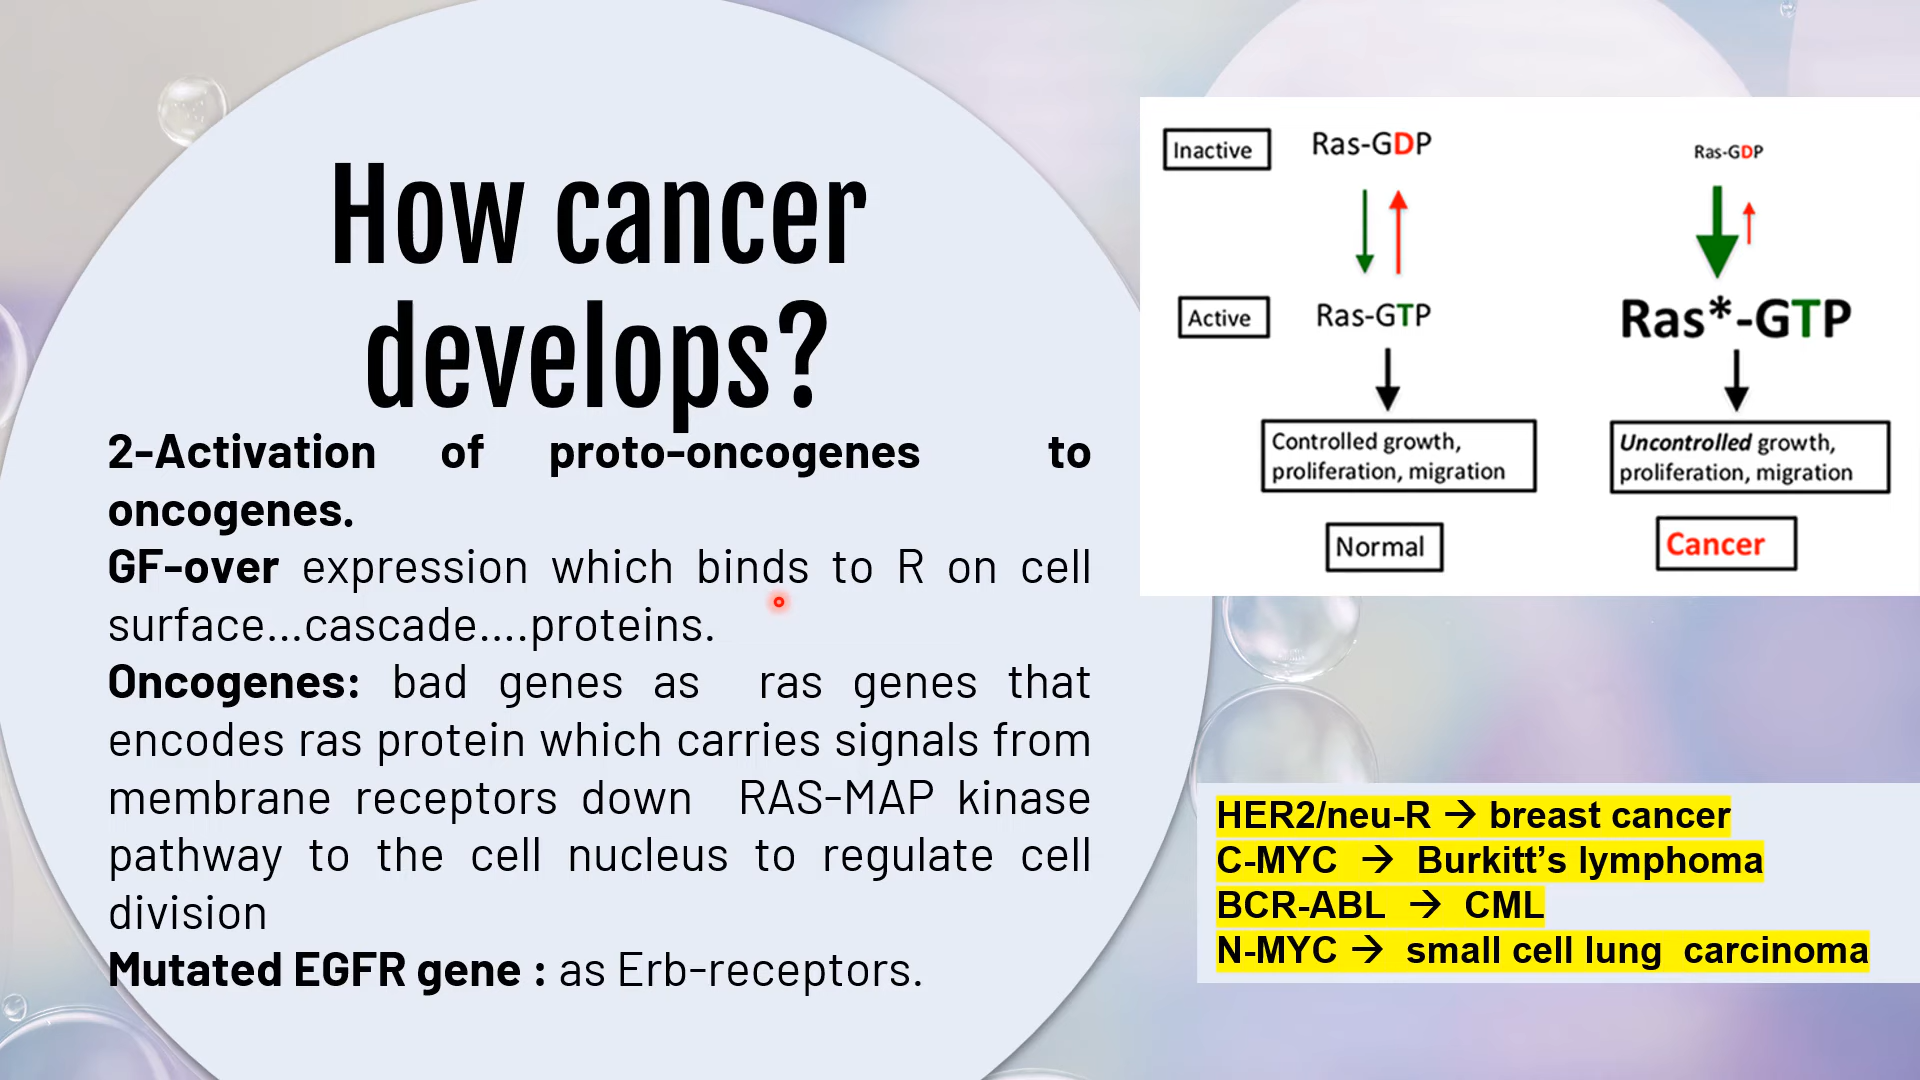 How cancer
develops?
2-Activation of proto-oncogenes to
oncogenes.
GF-over expression which binds to R on cell
surface...cascade....proteins.
Oncogenes: bad genes as ras genes that
encodes ras protein which carries signals from
membrane receptors down RAS-MAP kinase
pathway to the cell nucleus to regulate cell
division
Mutated EGFR gene : as Erb-receptors.
Inactive
Ras-GDP
Ras-GDP
Active
Ras-GTP
Ras*-GTP
Controlled growth,
proliferation, migration
Uncontrolled growth,
proliferation, migration
Normal
Cancer
HER2/neu-R → breast cancer
C-MYC → Burkitt’s lymphoma
BCR-ABL → CML
N-MYC → small cell lung carcinoma